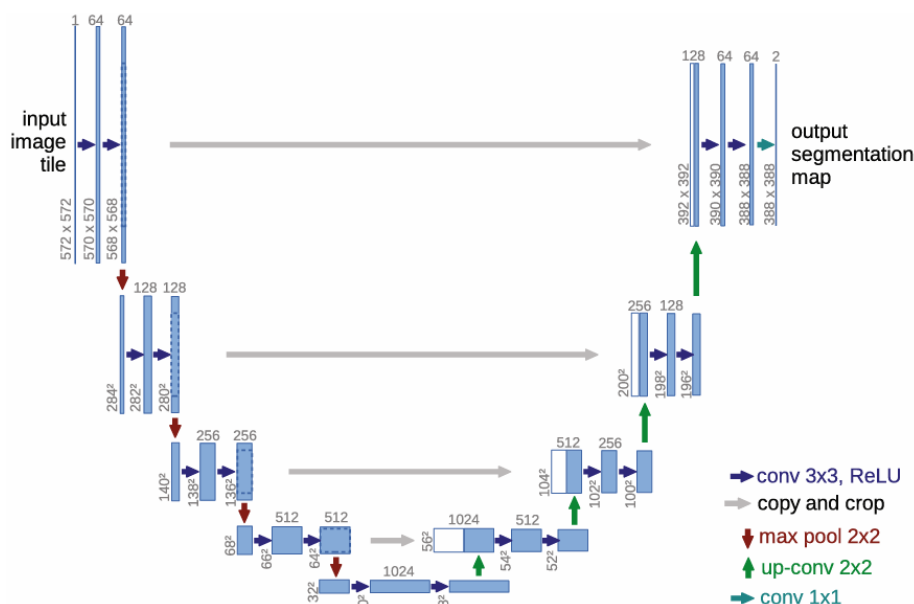 1 64 64
input
image
tile
572 x 572
570 x 570
568 x 568
128 64 64 2
output
segmentation
map
392 x 392
390 x 390
388 x 388
388 x 388
128 128
284²
282²
280²
256 128
200²
198²
196²
256 256
140²
138²
136²
512 256
104²
102²
100²
512 512
68²
66²
64²
1024 512
56²
54²
52²
1024
32²
conv 3x3, ReLU
copy and crop
max pool 2x2
up-conv 2x2
conv 1x1